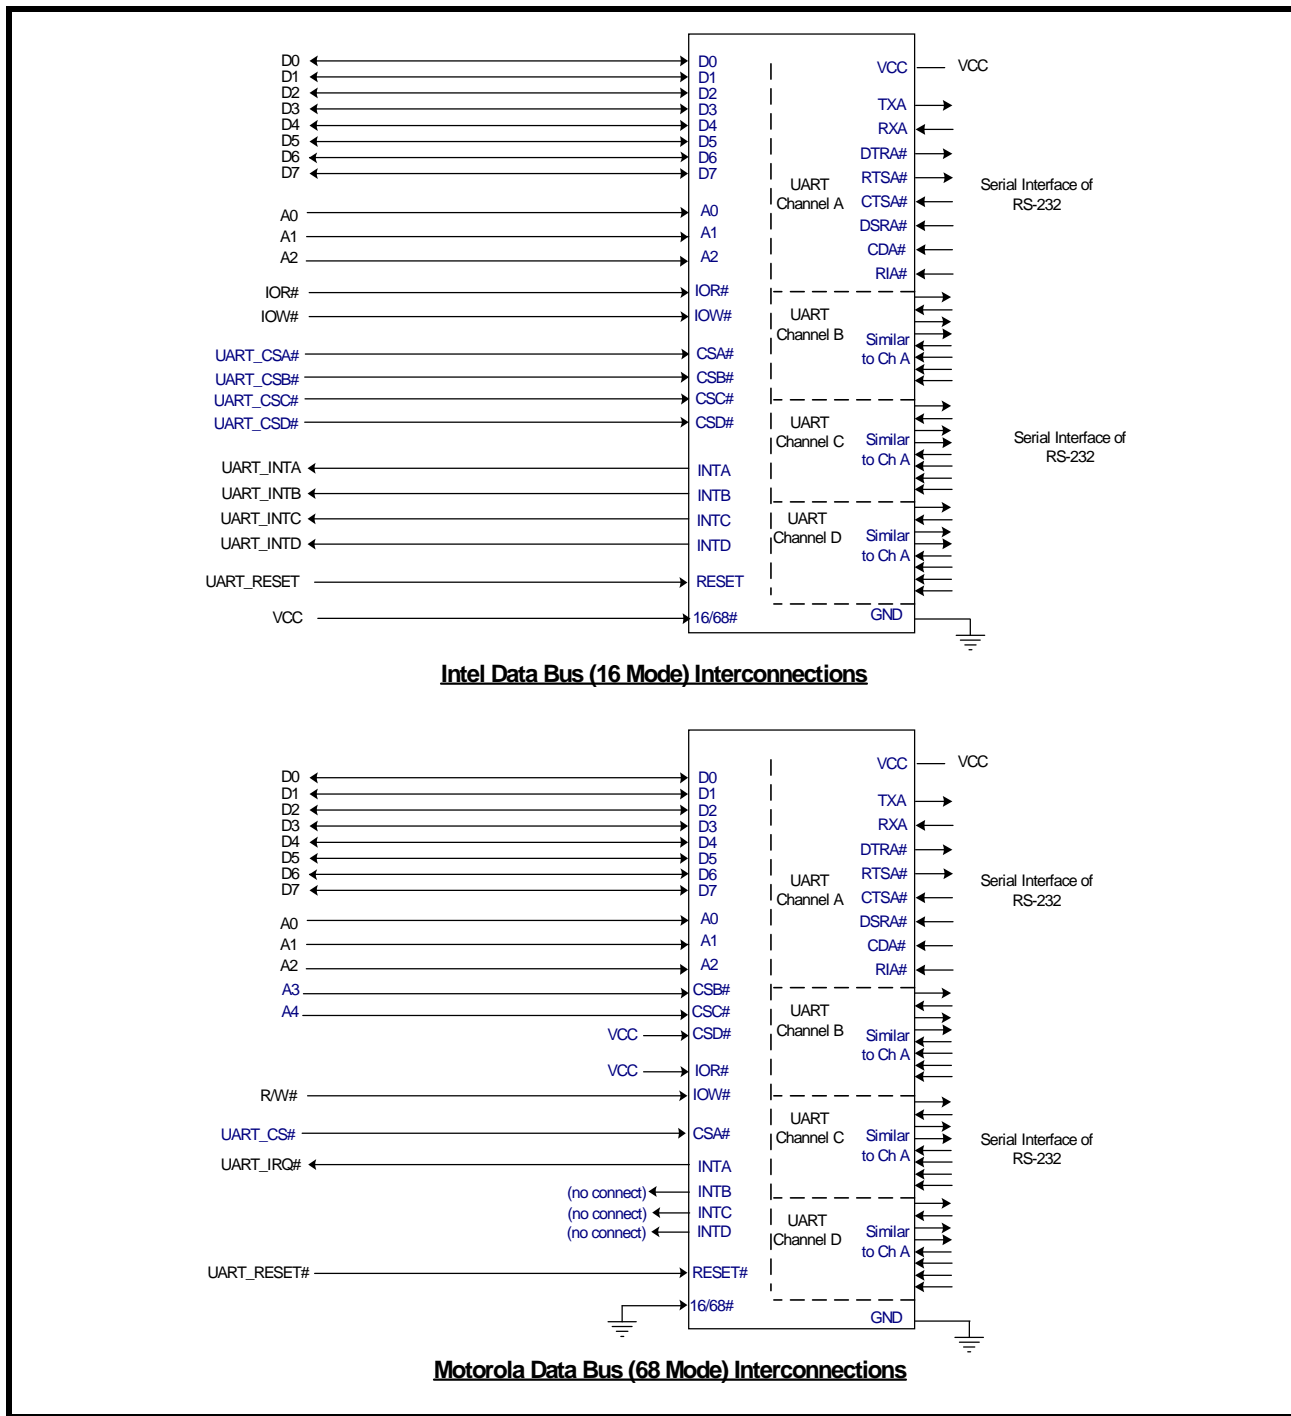 D0 D0 VCC VCC
D1 D1
D2 D2
D3 D3 TXA
D4 D4 RXA
D5 D5
D6 D6 DTRA#
D7 D7 RTSA#
UART
Channel A
Serial Interface of
RS-232
A0 A0 CTSA#
A1 A1 DSRA#
A2 A2 CDA#
RIA#
IOR# IOR#
IOW# IOW#
UART
Channel B
Similar
to Ch A
UART_CSA# CSA#
UART_CSB# CSB#
UART_CSC# CSC#
UART_CSD# CSD#
UART
Channel C
Similar
to Ch A
Serial Interface of
RS-232
UART_INTA INTA
UART_INTB INTB
UART_INTC INTC
UART_INTD INTD
UART
Channel D
Similar
to Ch A
UART_RESET RESET
VCC 16/68# GND
Intel Data Bus (16 Mode) Interconnections
D0 D0 VCC VCC
D1 D1
D2 D2 TXA
D3 D3 RXA
D4 D4
D5 D5 DTRA#
D6 D6 RTSA#
D7 D7
UART
Channel A
CTSA#
Serial Interface of
RS-232
A0 A0 DSRA#
A1 A1 CDA#
A2 A2 RIA#
A3 CSB#
A4 CSC#
VCC CSD#
UART
Channel B
Similar
to Ch A
VCC IOR#
R/W# IOW#
UART_CS# CSA#
UART
Channel C
Similar
to Ch A
Serial Interface of
RS-232
UART_IRQ# INTA
(no connect) INTB
(no connect) INTC
(no connect) INTD
UART
Channel D
Similar
to Ch A
UART_RESET# RESET#
16/68# GND
Motorola Data Bus (68 Mode) Interconnections